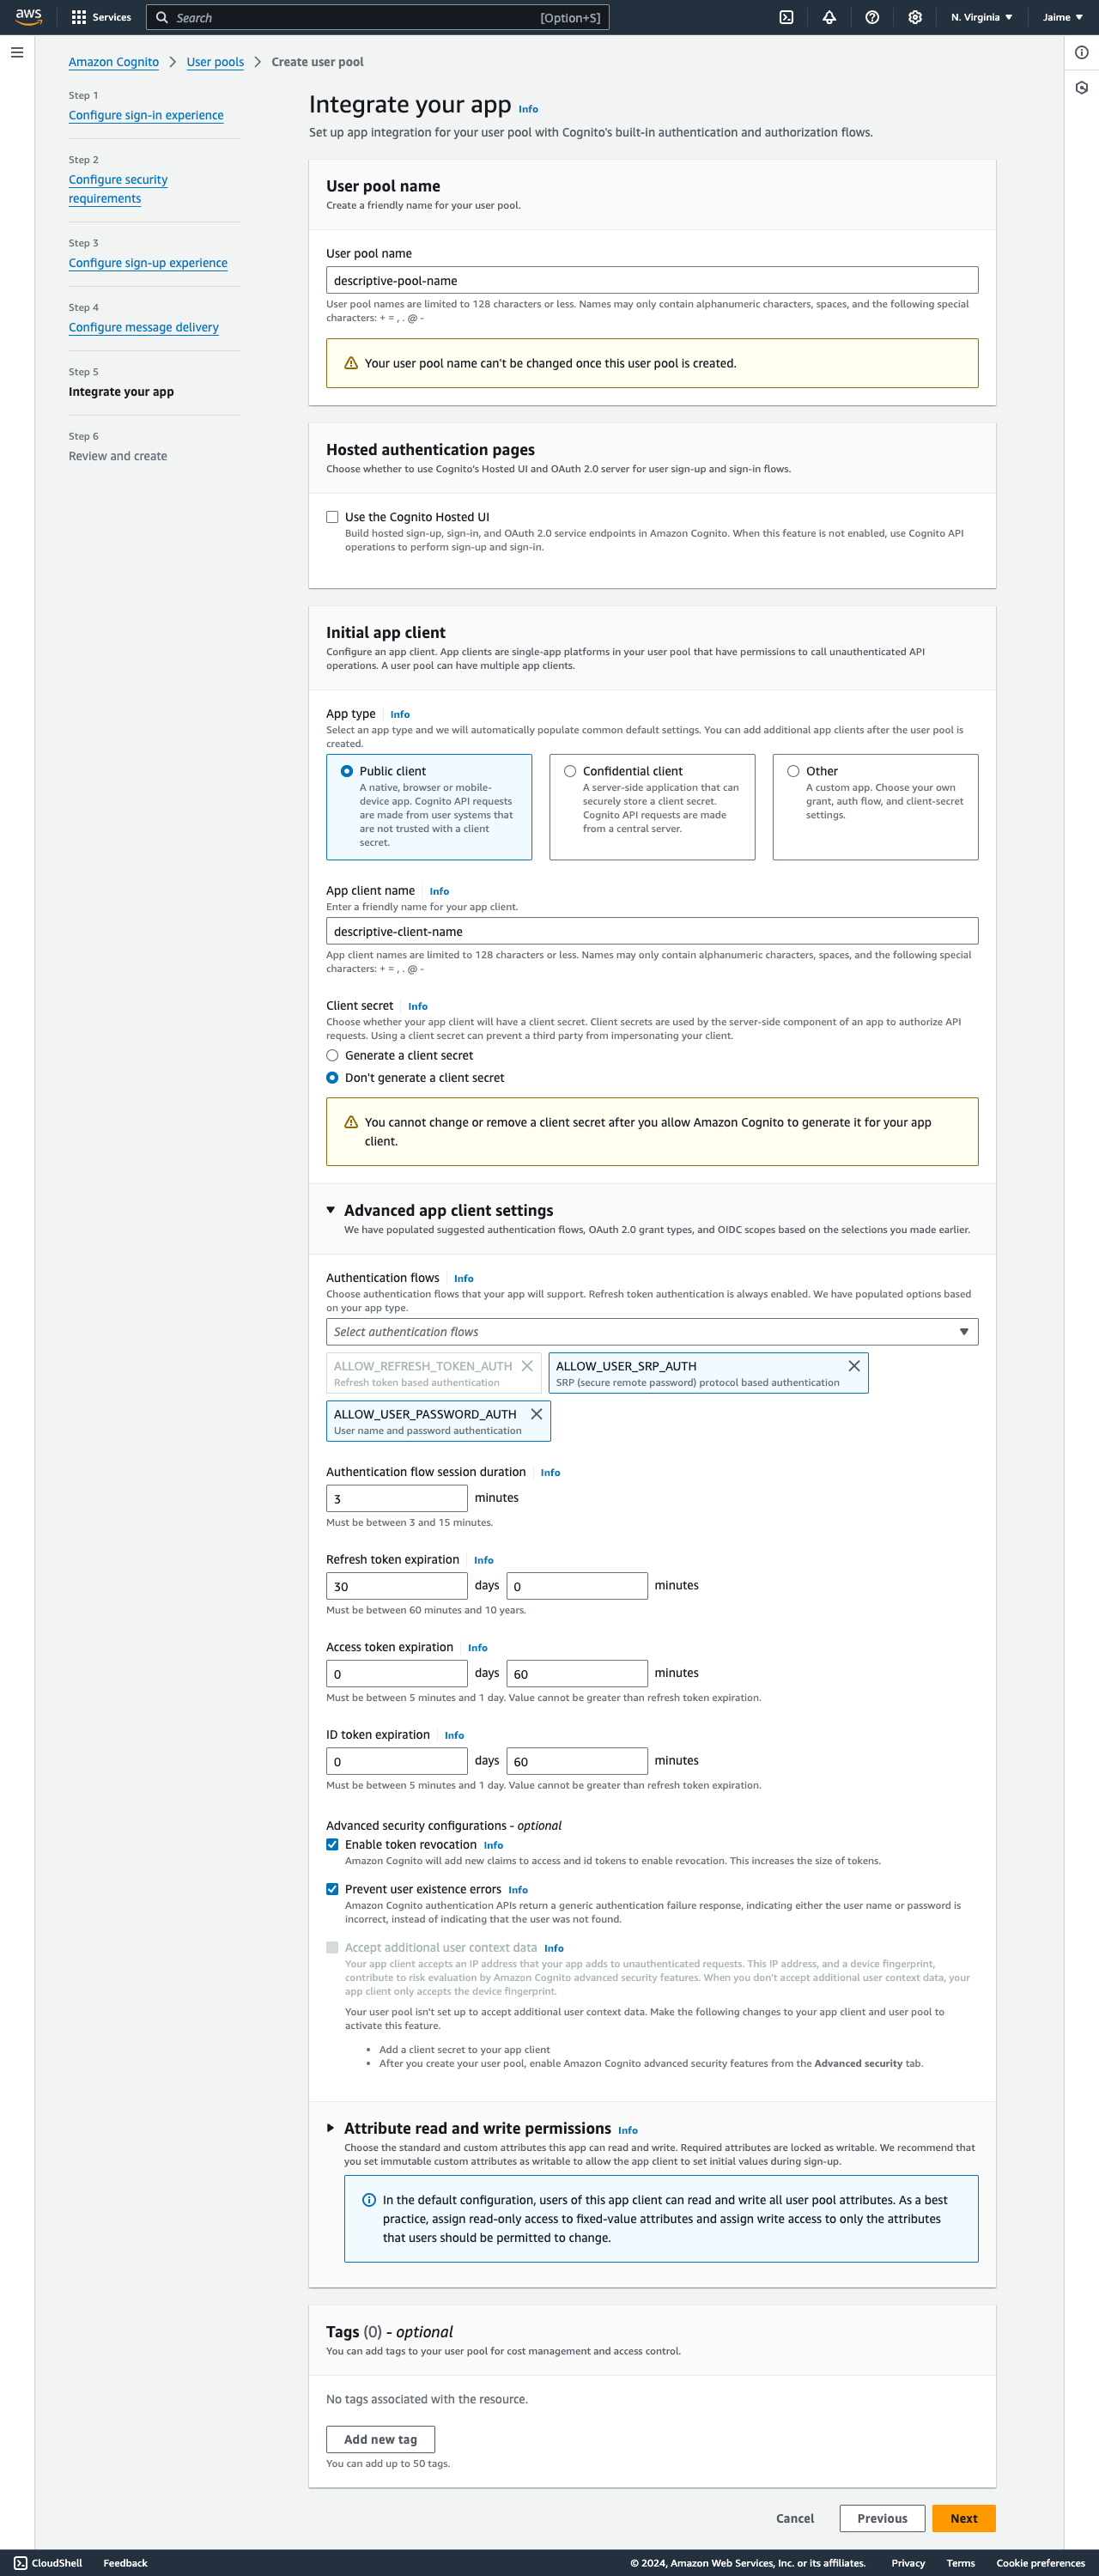 aws
Services
Search
[Option+S]
N. Virginia
Jaime
Amazon Cognito
User pools
Create user pool
Step 1
Configure sign-in experience
Step 2
Configure security
requirements
Step 3
Configure sign-up experience
Step 4
Configure message delivery
Step 5
Integrate your app
Step 6
Review and create
Integrate your app Info
Set up app integration for your user pool with Cognito's built-in authentication and authorization flows.
User pool name
Create a friendly name for your user pool.
User pool name
descriptive-pool-name
User pool names are limited to 128 characters or less. Names may only contain alphanumeric characters, spaces, and the following special
characters: + = , . @ -
Your user pool name can't be changed once this user pool is created.
Hosted authentication pages
Choose whether to use Cognito's Hosted UI and OAuth 2.0 server for user sign-up and sign-in flows.
Use the Cognito Hosted UI
Build hosted sign-up, sign-in, and OAuth 2.0 service endpoints in Amazon Cognito. When this feature is not enabled, use Cognito API
operations to perform sign-up and sign-in.
Initial app client
Configure an app client. App clients are single-app platforms in your user pool that have permissions to call unauthenticated API
operations. A user pool can have multiple app clients.
App type Info
Select an app type and we will automatically populate common default settings. You can add additional app clients after the user pool is
created.
Public client
A native, browser or mobile-
device app. Cognito API requests
are made from user systems that
are not trusted with a client
secret.
Confidential client
A server-side application that can
securely store a client secret.
Cognito API requests are made
from a central server.
Other
A custom app. Choose your own
grant, auth flow, and client-secret
settings.
App client name Info
Enter a friendly name for your app client.
descriptive-client-name
App client names are limited to 128 characters or less. Names may only contain alphanumeric characters, spaces, and the following special
characters: + = , . @ -
Client secret Info
Choose whether your app client will have a client secret. Client secrets are used by the server-side component of an app to authorize API
requests. Using a client secret can prevent a third party from impersonating your client.
Generate a client secret
Don't generate a client secret
You cannot change or remove a client secret after you allow Amazon Cognito to generate it for your app
client.
Advanced app client settings
We have populated suggested authentication flows, OAuth 2.0 grant types, and OIDC scopes based on the selections you made earlier.
Authentication flows Info
Choose authentication flows that your app will support. Refresh token authentication is always enabled. We have populated options based
on your app type.
Select authentication flows
ALLOW_REFRESH_TOKEN_AUTH
Refresh token based authentication
ALLOW_USER_SRP_AUTH
SRP (secure remote password) protocol based authentication
ALLOW_USER_PASSWORD_AUTH
User name and password authentication
Authentication flow session duration Info
3 minutes
Must be between 3 and 15 minutes.
Refresh token expiration Info
30 days 0 minutes
Must be between 60 minutes and 10 years.
Access token expiration Info
0 days 60 minutes
Must be between 5 minutes and 1 day. Value cannot be greater than refresh token expiration.
ID token expiration Info
0 days 60 minutes
Must be between 5 minutes and 1 day. Value cannot be greater than refresh token expiration.
Advanced security configurations - optional
Enable token revocation Info
Amazon Cognito will add new claims to access and id tokens to enable revocation. This increases the size of tokens.
Prevent user existence errors Info
Amazon Cognito authentication APIs return a generic authentication failure response, indicating either the user name or password is
incorrect, instead of indicating that the user was not found.
Accept additional user context data Info
Your app client accepts an IP address that your app adds to unauthenticated requests. This IP address, and a device fingerprint,
contribute to risk evaluation by Amazon Cognito advanced security features. When you don't accept additional user context data, your
app client only accepts the device fingerprint.
Your user pool isn't set up to accept additional user context data. Make the following changes to your app client and user pool to
activate this feature.
• Add a client secret to your app client
• After you create your user pool, enable Amazon Cognito advanced security features from the Advanced security tab.
Attribute read and write permissions Info
Choose the standard and custom attributes this app can read and write. Required attributes are locked as writable. We recommend that
you set immutable custom attributes as writable to allow the app client to set initial values during sign-up.
In the default configuration, users of this app client can read and write all user pool attributes. As a best
practice, assign read-only access to fixed-value attributes and assign write access to only the attributes
that users should be permitted to change.
Tags (0) - optional
You can add tags to your user pool for cost management and access control.
No tags associated with the resource.
Add new tag
You can add up to 50 tags.
Cancel
Previous
Next
CloudShell
Feedback
© 2024, Amazon Web Services, Inc. or its affiliates.
Privacy
Terms
Cookie preferences